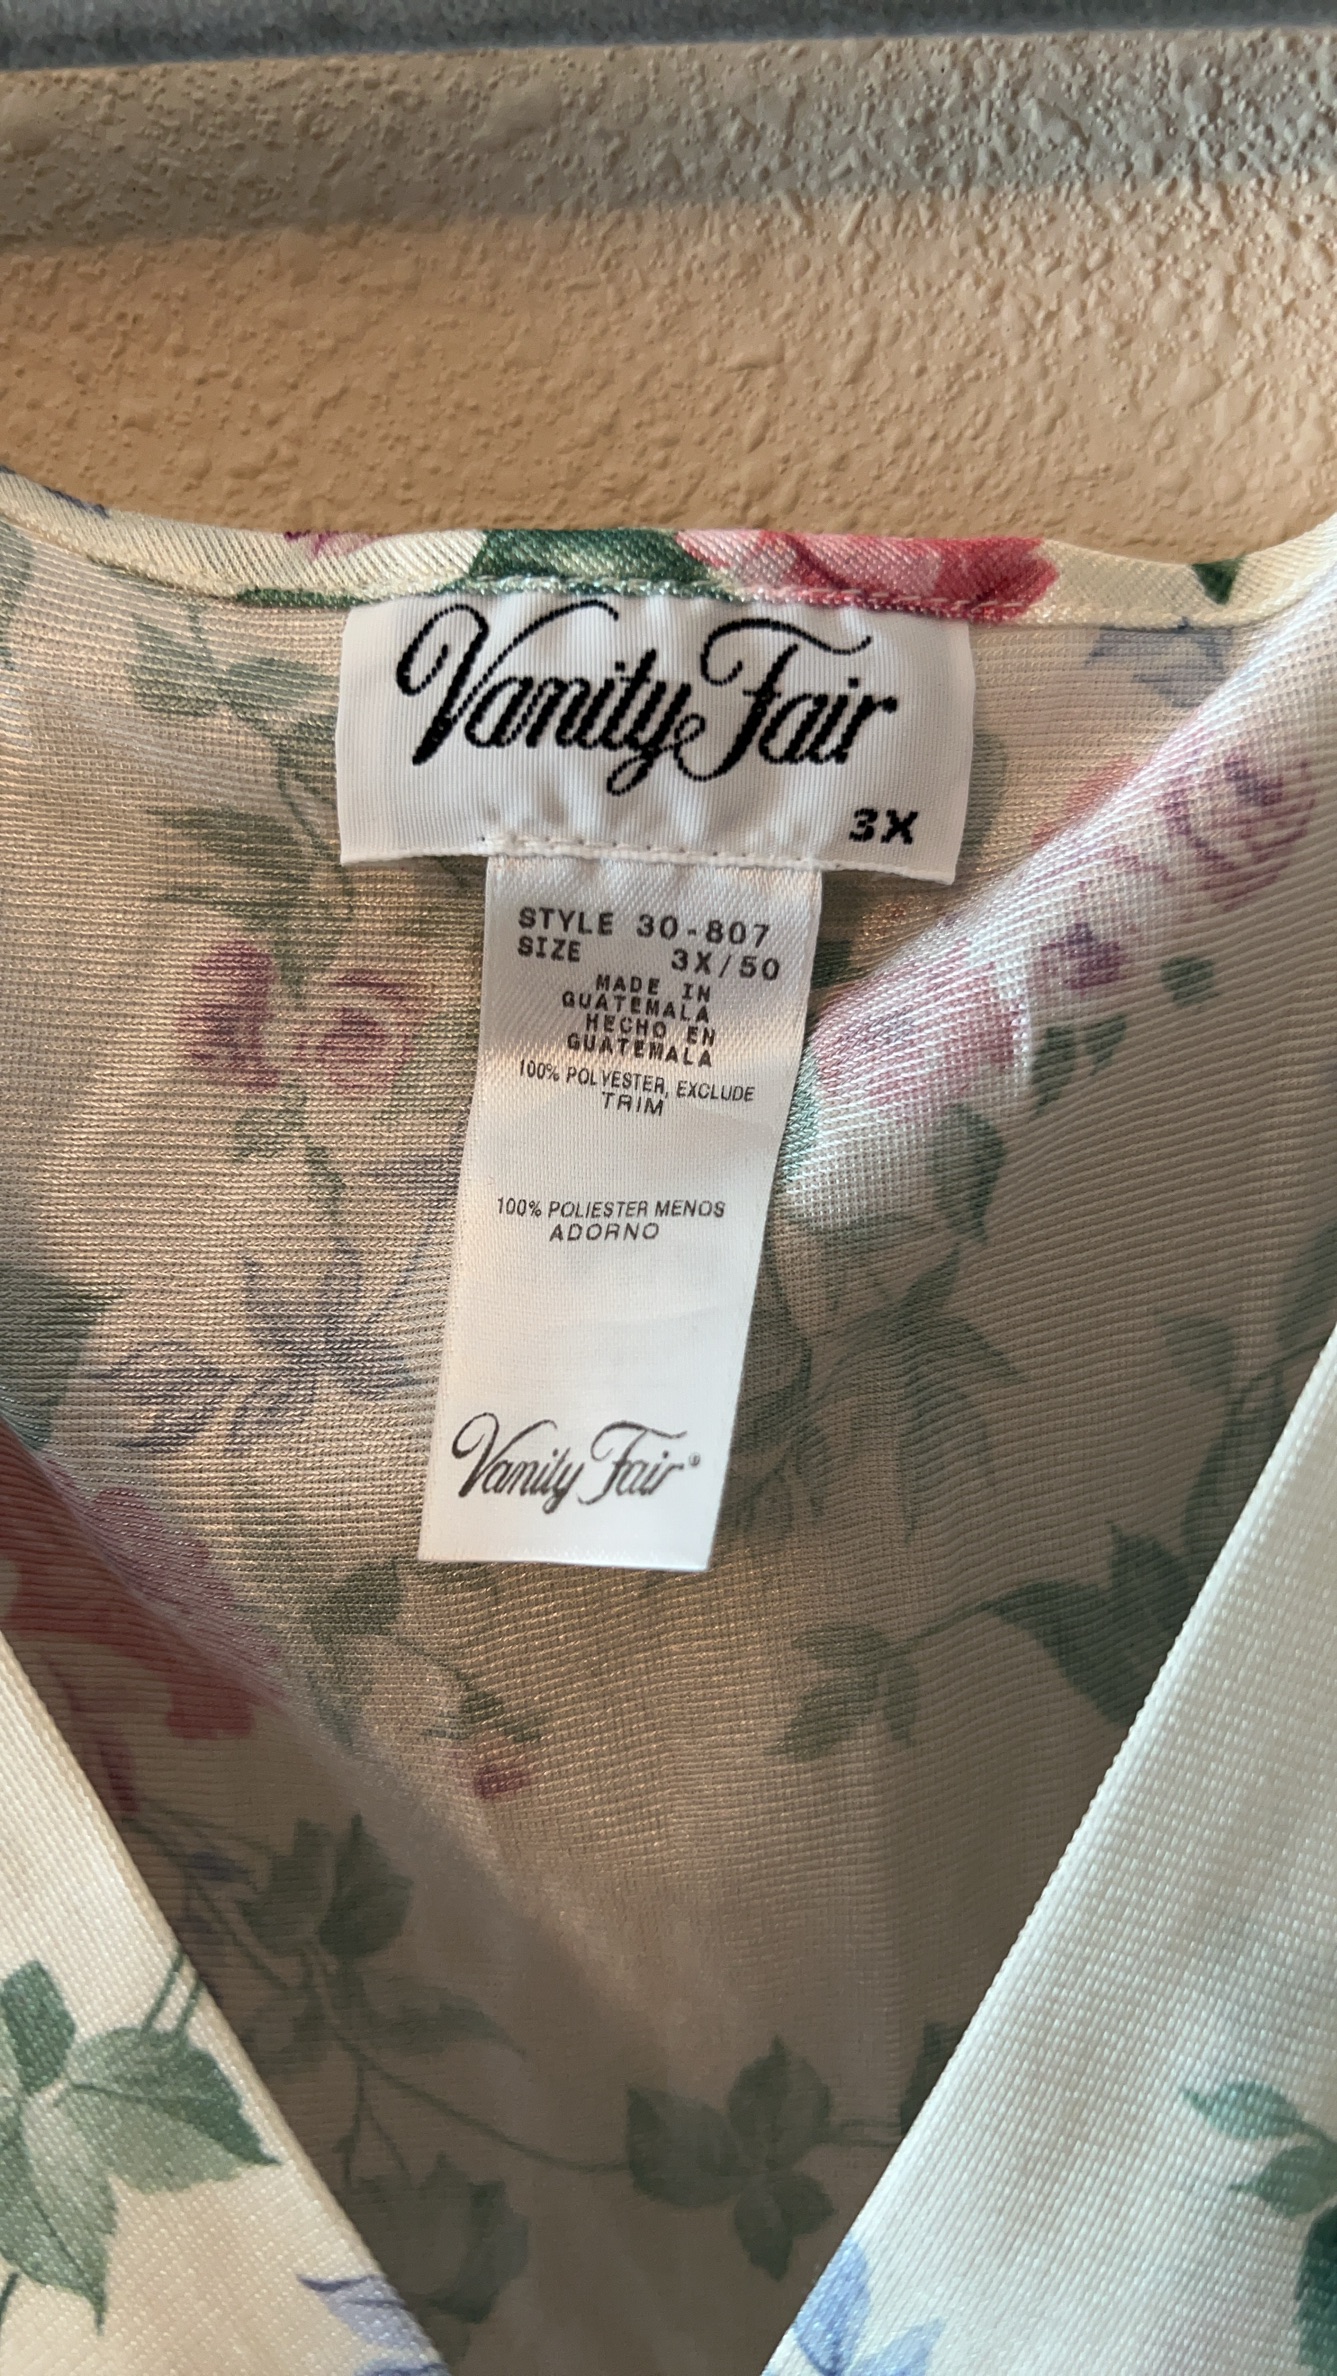 Vanity Fair
3X
STYLE 30-807
SIZE 3X/50
MADE IN
GUATEMALA
HECHO EN
GUATEMALA
100% POLYESTER, EXCLUDE
TRIM
100% POLIESTER MENOS
ADORNO
Vanity Fair®